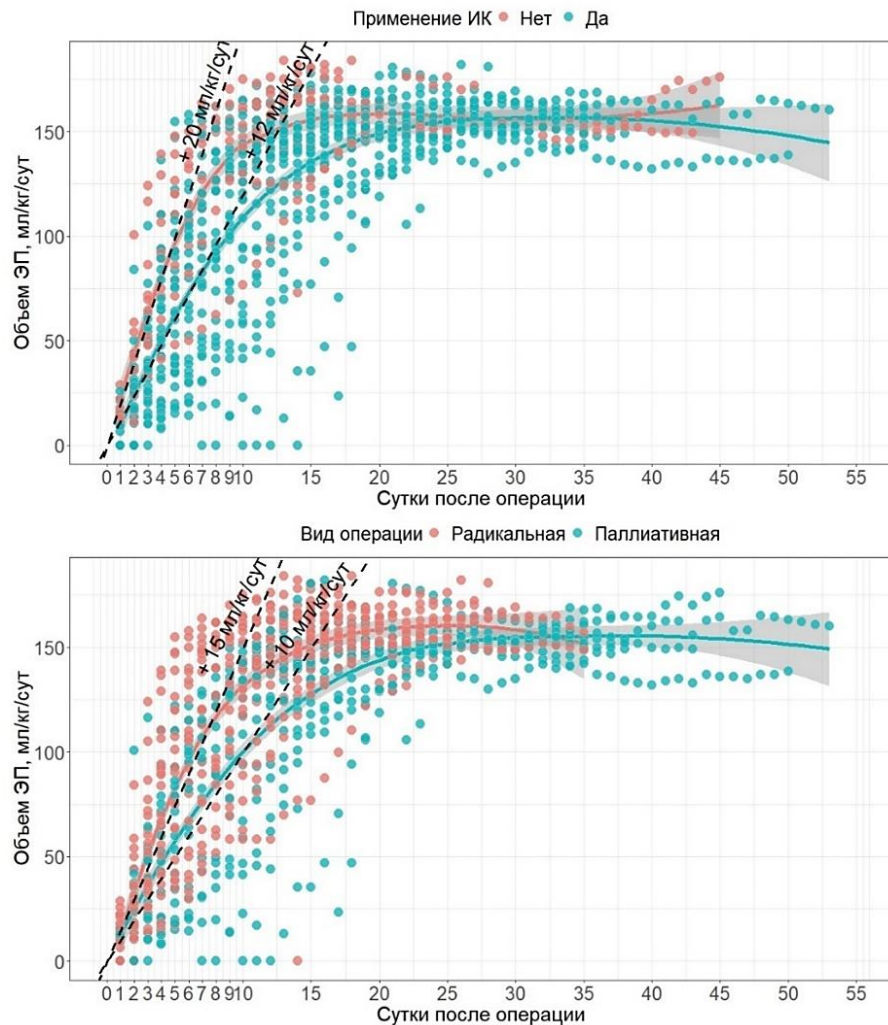 Применение ИК Нет Да
+ 20 мл/кг/сут
+ 12 мл/кг/сут
Объем ЭП, мл/кг/сут
150
100
50
0
0 1 2 3 4 5 6 7 8 9 10 15 20 25 30 35 40 45 50 55
Сутки после операции
Вид операции Радикальная Паллиативная
+ 15 мл/кг/сут
+ 10 мл/кг/сут
Объем ЭП, мл/кг/сут
150
100
50
0
0 1 2 3 4 5 6 7 8 9 10 15 20 25 30 35 40 45 50 55
Сутки после операции